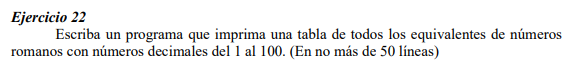 Ejercicio 22
Escriba un programa que imprima una tabla de todos los equivalentes de números
romanos con números decimales del 1 al 100. (En no más de 50 líneas)